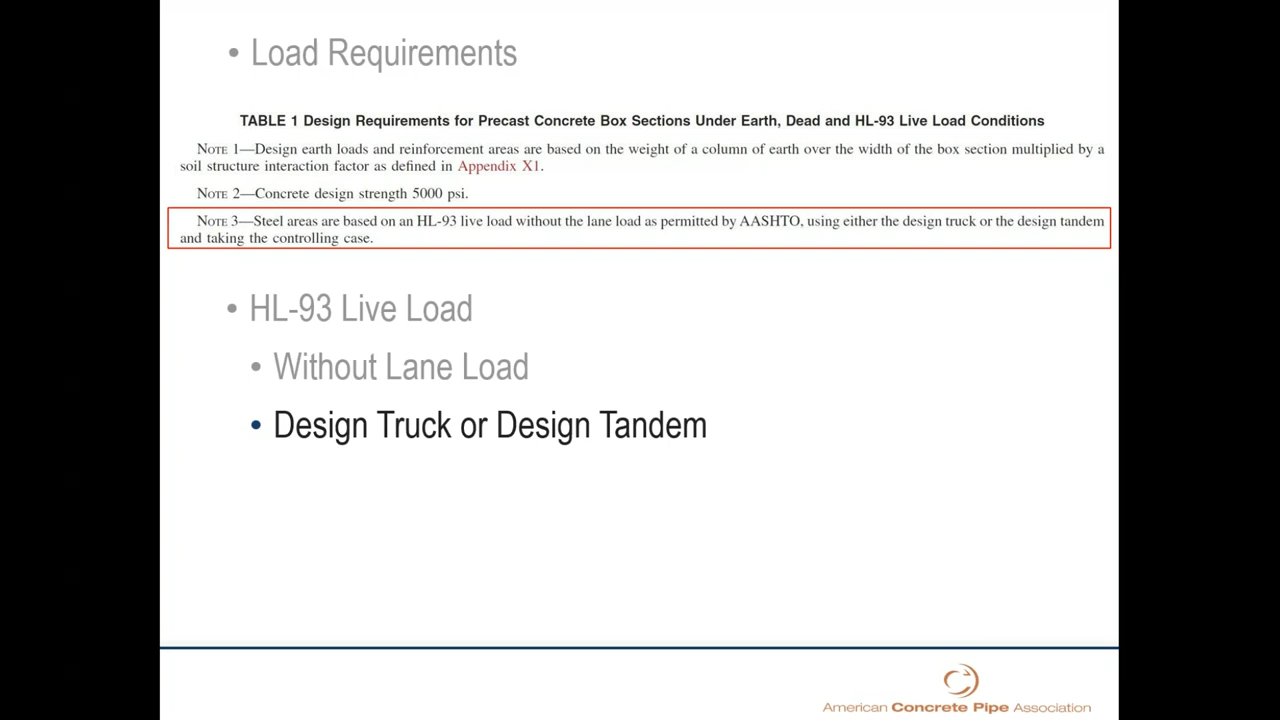 • Load Requirements
TABLE 1 Design Requirements for Precast Concrete Box Sections Under Earth, Dead and HL-93 Live Load Conditions
NOTE 1—Design earth loads and reinforcement areas are based on the weight of a column of earth over the width of the box section multiplied by a
soil structure interaction factor as defined in Appendix X1.
NOTE 2—Concrete design strength 5000 psi.
NOTE 3—Steel areas are based on an HL-93 live load without the lane load as permitted by AASHTO, using either the design truck or the design tandem
and taking the controlling case.
• HL-93 Live Load
• Without Lane Load
• Design Truck or Design Tandem
American Concrete Pipe Association